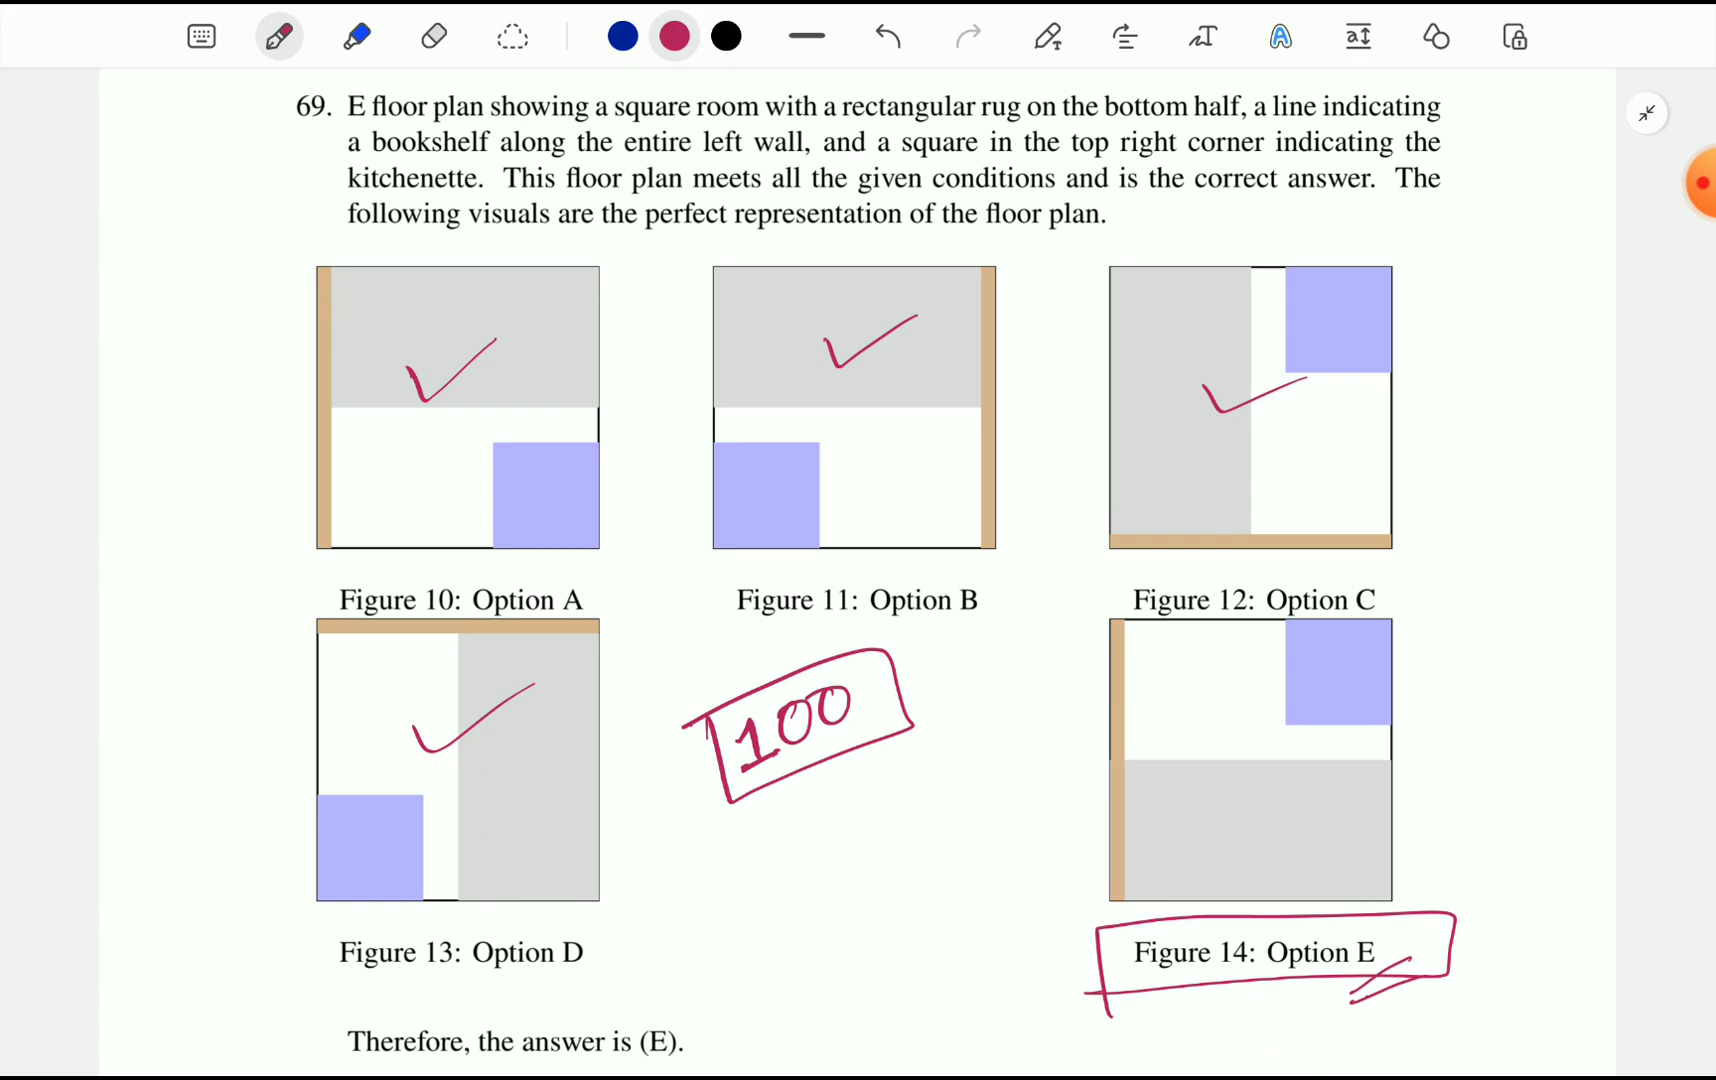 69. E floor plan showing a square room with a rectangular rug on the bottom half, a line indicating
a bookshelf along the entire left wall, and a square in the top right corner indicating the
kitchenette. This floor plan meets all the given conditions and is the correct answer. The
following visuals are the perfect representation of the floor plan.
Figure 10: Option A
Figure 11: Option B
Figure 12: Option C
100
Figure 13: Option D
Figure 14: Option E
Therefore, the answer is (E).